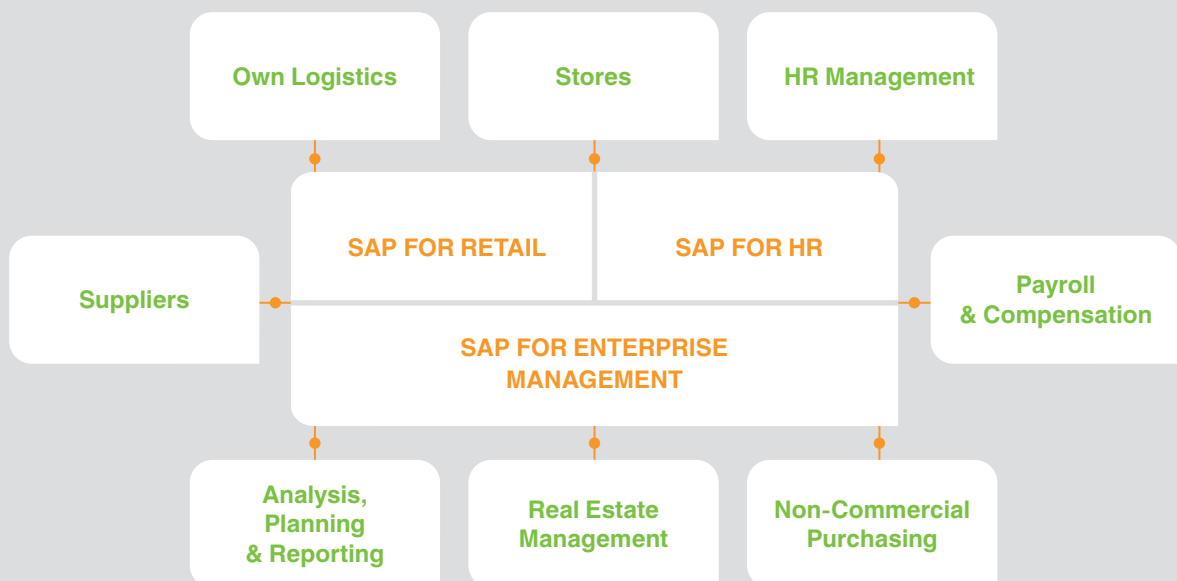 Own Logistics
Stores
HR Management
SAP FOR RETAIL
SAP FOR HR
Suppliers
Payroll
& Compensation
SAP FOR ENTERPRISE
MANAGEMENT
Analysis,
Planning
& Reporting
Real Estate
Management
Non-Commercial
Purchasing